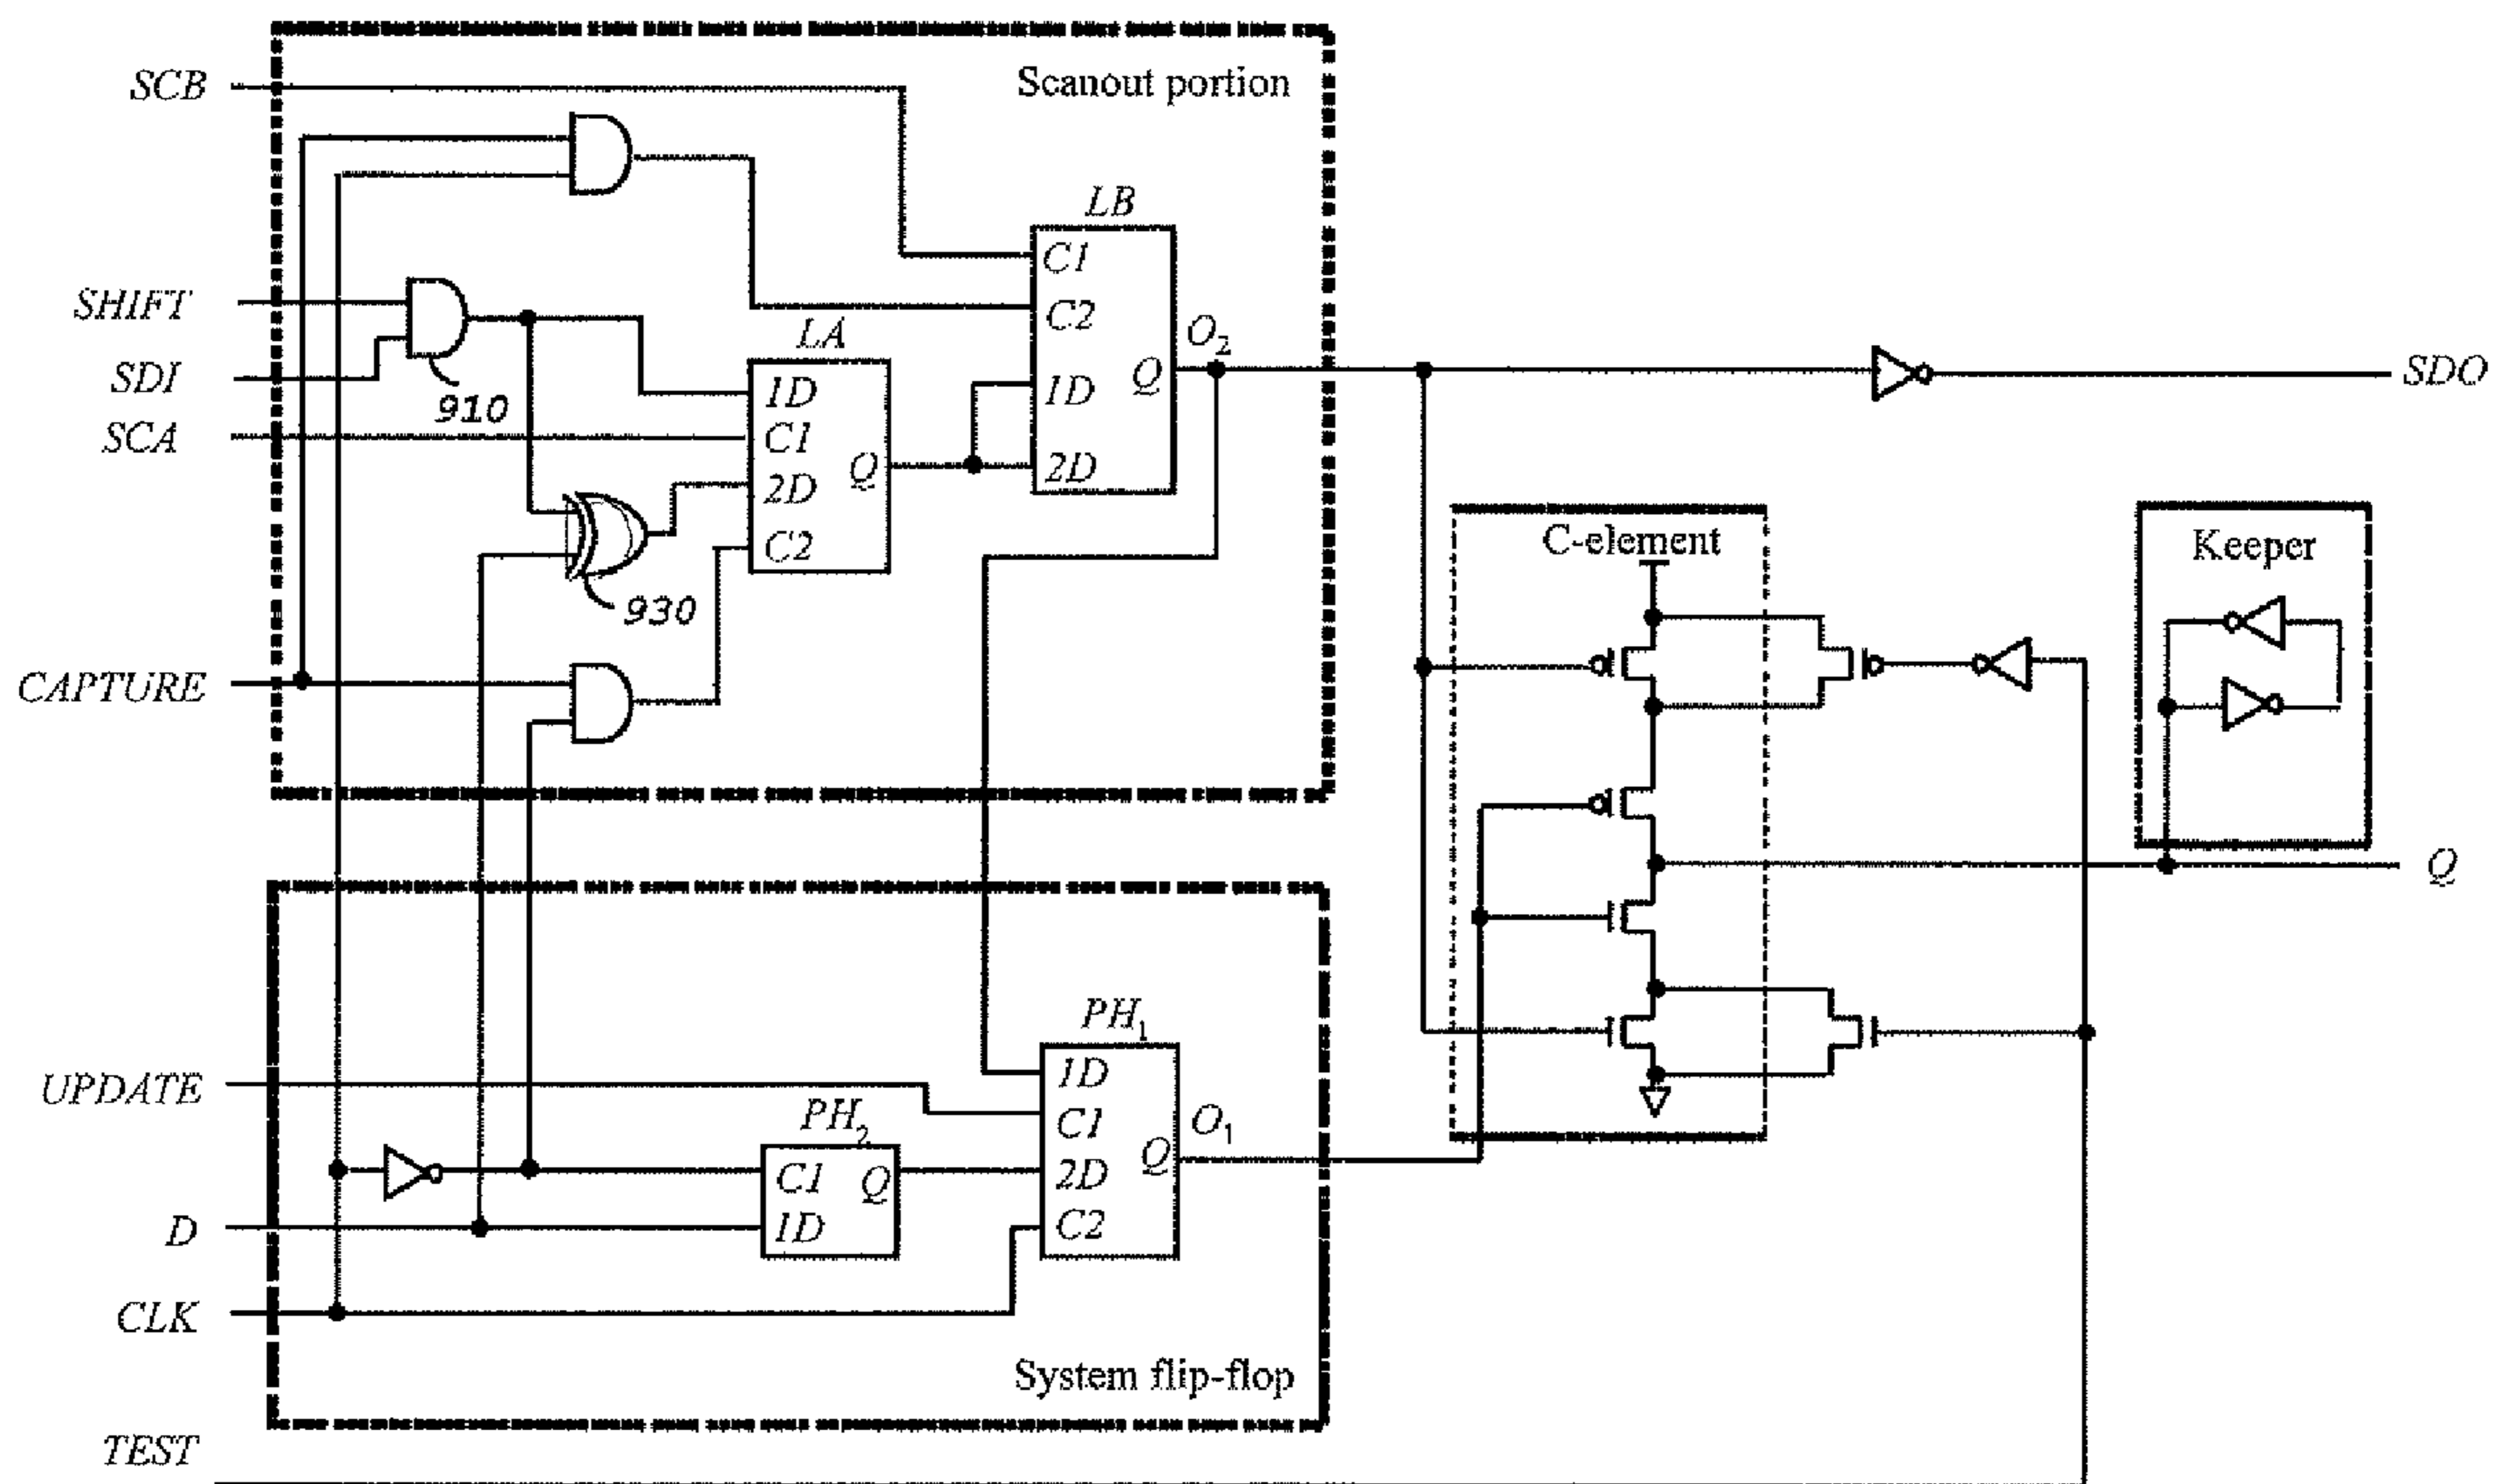 SCB
Scanout portion
LB
C1
SHIFT
C2
LA
O2
SDI
1D
Q
1D
SDO
910
SCA
C1
Q
2D
2D
C2
C-element
Keeper
930
CAPTURE
Q
PH1
1D
UPDATE
C1
O1
PH2
Q
2D
C1
Q
D
1D
C2
CLK
System flip-flop
TEST